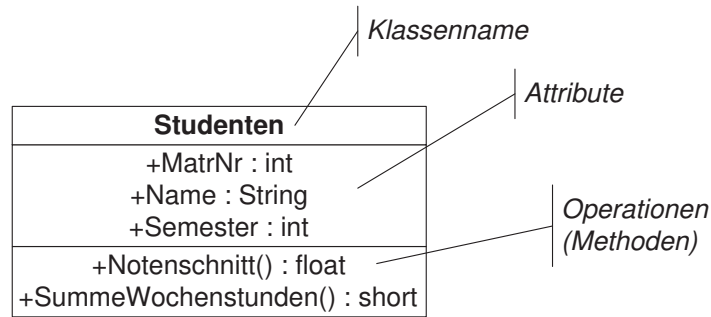 Klassenname
Attribute
Studenten
+MatrNr : int
+Name : String
+Semester : int
Operationen
(Methoden)
+Notenschnitt() : float
+SummeWochenstunden() : short